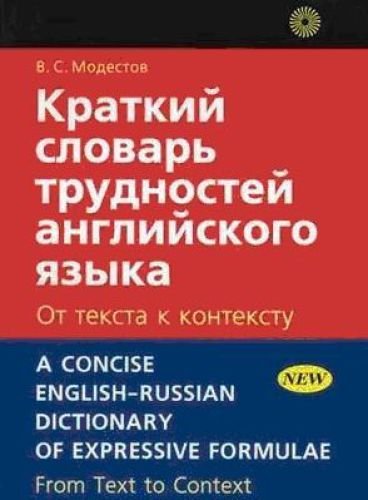 В. С. Модестов
Краткий
словарь
трудностей
английского
языка
От текста к контексту
A CONCISE
ENGLISH–RUSSIAN
DICTIONARY
OF EXPRESSIVE FORMULAE
From Text to Context
NEW